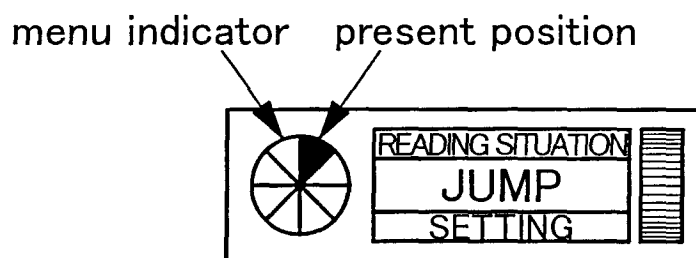 menu indicator present position
READING SITUATION
JUMP
SETTING